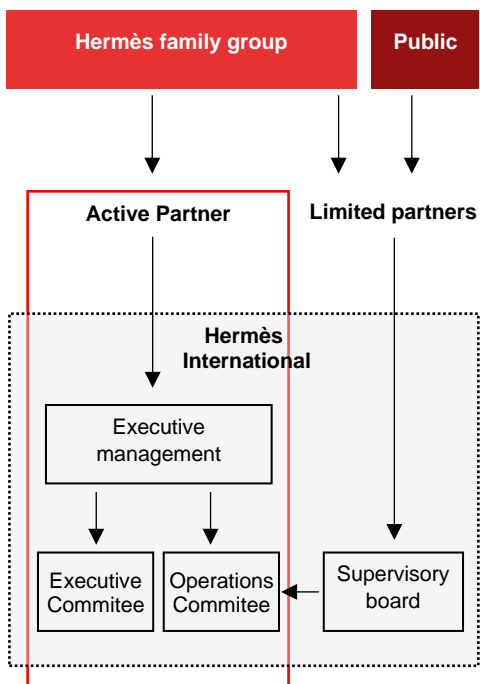 Hermès family group
Public
Active Partner
Limited partners
Hermès
International
Executive
management
Executive
Commitee
Operations
Commitee
Supervisory
board